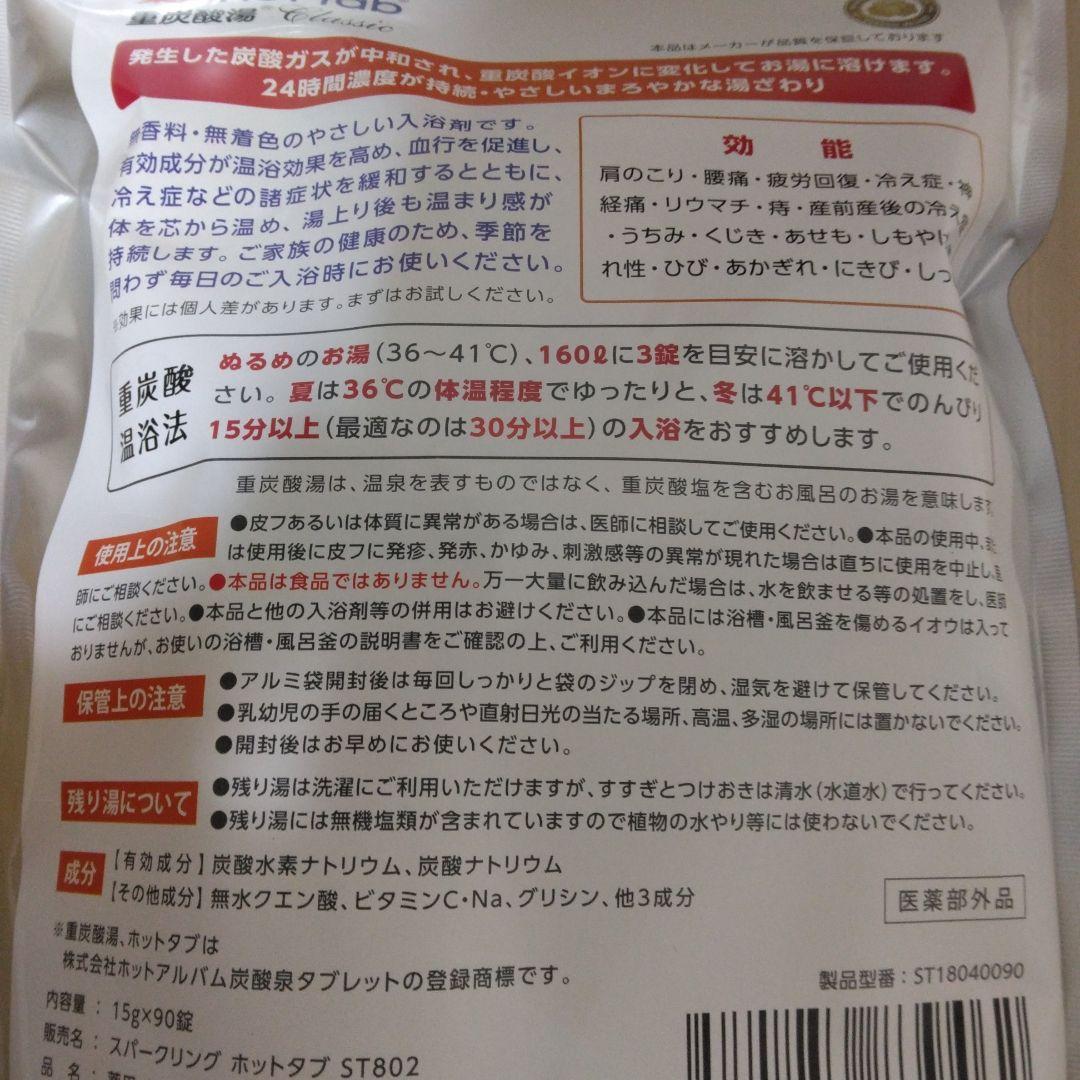 重炭酸湯® Classic
本品はメーカーが品質を保証しております
発生した炭酸ガスが中和され、重炭酸イオンに変化してお湯に溶けます。
24時間濃度が持続・やさしいまろやかな湯ざわり
無香料・無着色のやさしい入浴剤です。
有効成分が温浴効果を高め、血行を促進し、
冷え症などの諸症状を緩和するとともに、
体を芯から温め、湯上り後も温まり感が
持続します。ご家族の健康のため、季節を
問わず毎日のご入浴時にお使いください。
※効果には個人差があります。まずはお試しください。
効能
肩のこり・腰痛・疲労回復・冷え症・神
経痛・リウマチ・痔・産前産後の冷え
・うちみ・くじき・あせも・しもやけ
れ性・ひび・あかぎれ・にきび・しっ
重炭酸
温浴法
ぬるめのお湯(36〜41℃)、160ℓに3錠を目安に溶かしてご使用くだ
さい。夏は36℃の体温程度でゆったりと、冬は41℃以下でのんびり
15分以上(最適なのは30分以上)の入浴をおすすめします。
重炭酸湯は、温泉を表すものではなく、重炭酸塩を含むお風呂のお湯を意味します
使用上の注意
●皮フあるいは体質に異常がある場合は、医師に相談してご使用ください。●本品の使用中、また
は使用後に皮フに発疹、発赤、かゆみ、刺激感等の異常が現れた場合は直ちに使用を中止し、医
師にご相談ください。●本品は食品ではありません。万一大量に飲み込んだ場合は、水を飲ませる等の処置をし、医師
にご相談ください。●本品と他の入浴剤等の併用はお避けください。●本品には浴槽・風呂釜を傷めるイオウは入って
おりませんが、お使いの浴槽・風呂釜の説明書をご確認の上、ご利用ください。
保管上の注意
●アルミ袋開封後は毎回しっかりと袋のジップを閉め、湿気を避けて保管してください。
●乳幼児の手の届くところや直射日光の当たる場所、高温、多湿の場所には置かないでください。
●開封後はお早めにお使いください。
残り湯について
●残り湯は洗濯にご利用いただけますが、すすぎとつけおきは清水(水道水)で行ってください。
●残り湯には無機塩類が含まれていますので植物の水やり等には使わないでください。
成分
【有効成分】炭酸水素ナトリウム、炭酸ナトリウム
【その他成分】無水クエン酸、ビタミンC・Na、グリシン、他3成分
医薬部外品
※重炭酸湯、ホットタブは
株式会社ホットアルバム炭酸泉タブレットの登録商標です。
製品型番：ST18040090
内容量：15g×90錠
販売名：スパークリング ホットタブ ST802
品名：薬用